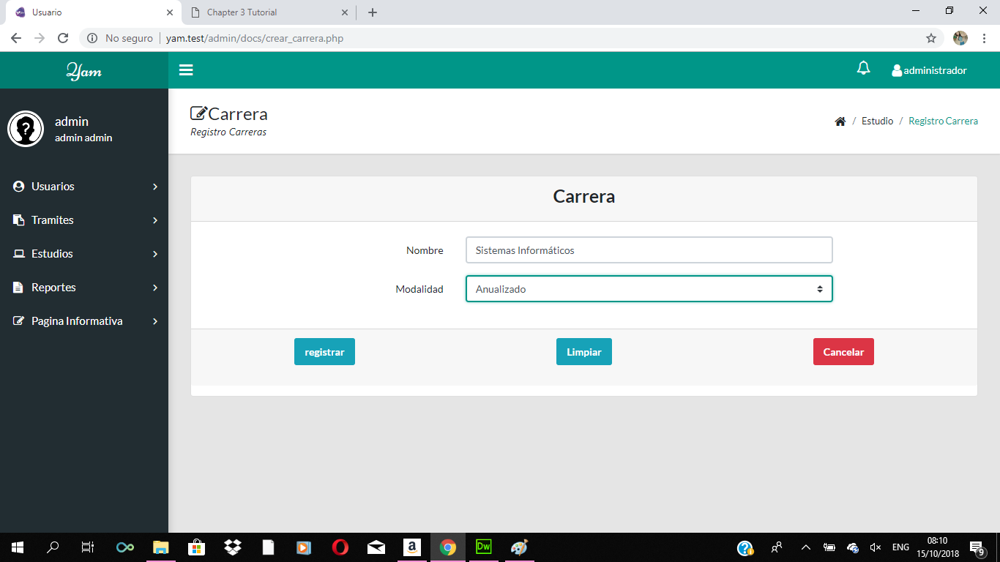 Usuario
Chapter 3 Tutorial
No seguro
yam.test/admin/docs/crear_carrera.php
Yam
administrador
admin
admin admin
Carrera
Registro Carreras
/ Estudio / Registro Carrera
Usuarios
Tramites
Estudios
Reportes
Pagina Informativa
Carrera
Nombre
Sistemas Informáticos
Modalidad
Anualizado
registrar
Limpiar
Cancelar
a
Dw
ENG
08:10
15/10/2018
9